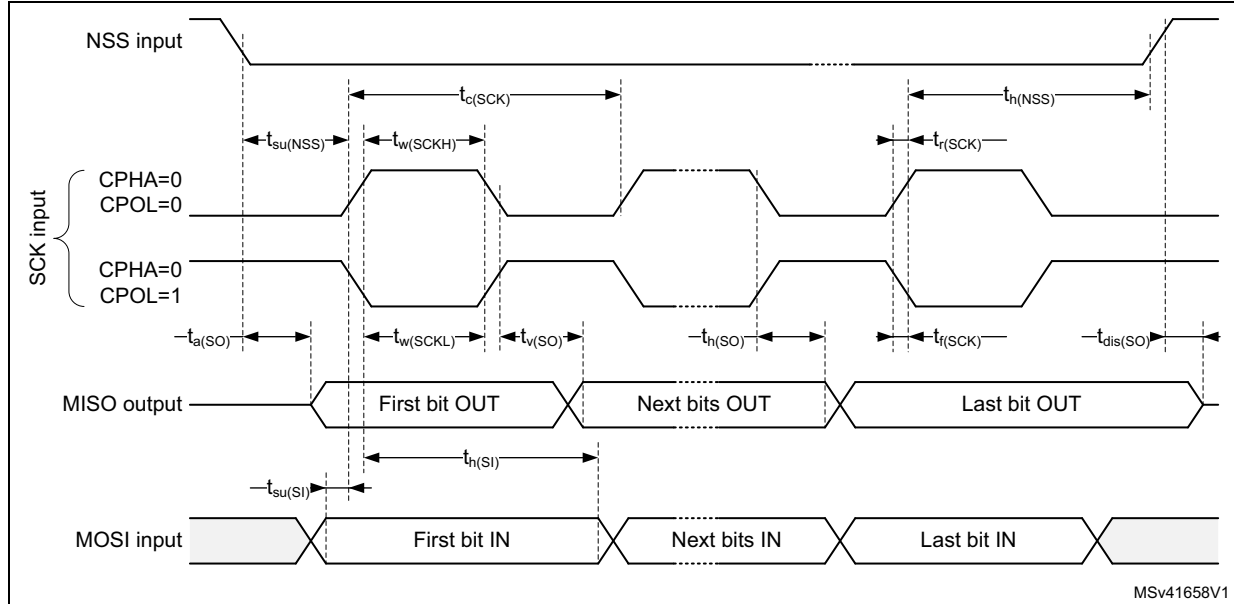 NSS input
tc(SCK)
th(NSS)
tsu(NSS)
tw(SCKH)
tr(SCK)
CPHA=0
CPOL=0
SCK input
CPHA=0
CPOL=1
ta(SO)
tw(SCKL)
tv(SO)
th(SO)
tf(SCK)
tdis(SO)
MISO output
First bit OUT
Next bits OUT
Last bit OUT
th(SI)
tsu(SI)
MOSI input
First bit IN
Next bits IN
Last bit IN
MSv41658V1